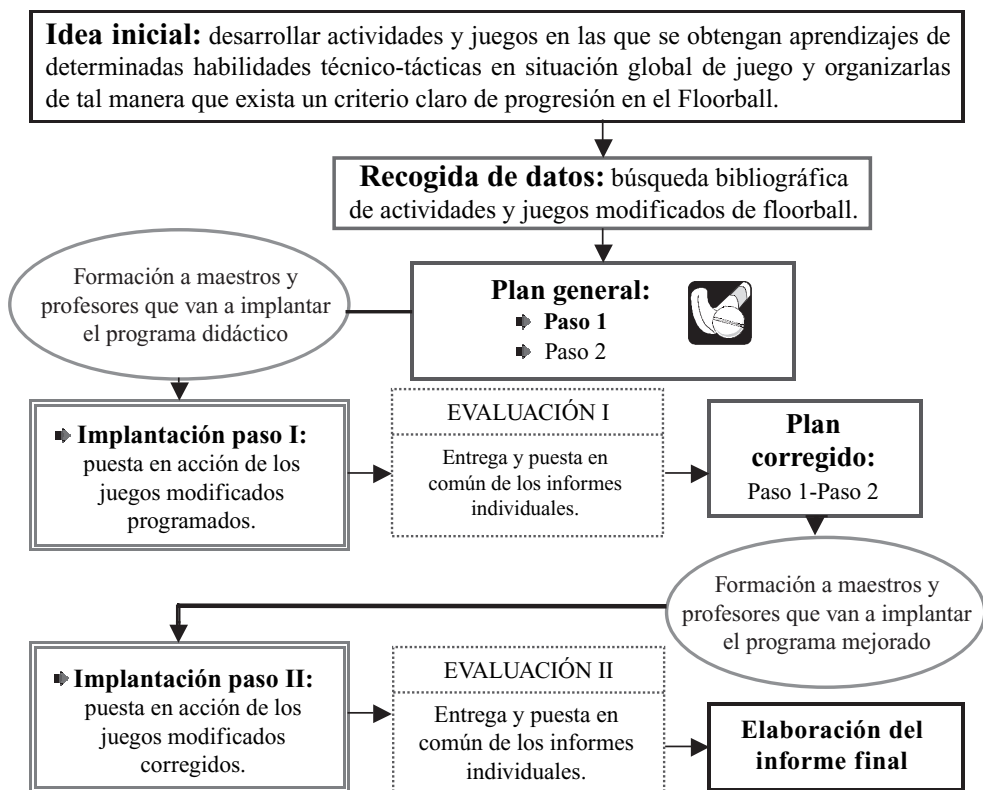 Idea inicial: desarrollar actividades y juegos en las que se obtengan aprendizajes de
determinadas habilidades técnico-tácticas en situación global de juego y organizarlas
de tal manera que exista un criterio claro de progresión en el Floorball.
Recogida de datos: búsqueda bibliográfica
de actividades y juegos modificados de floorball.
Formación a maestros y
profesores que van a implantar
el programa didáctico
Plan general:
Paso 1
Paso 2
Implantación paso I:
puesta en acción de los
juegos modificados
programados.
EVALUACIÓN I
Entrega y puesta en
común de los informes
individuales.
Plan
corregido:
Paso 1-Paso 2
Formación a maestros y
profesores que van a implantar
el programa mejorado
Implantación paso II:
puesta en acción de los
juegos modificados
corregidos.
EVALUACIÓN II
Entrega y puesta en
común de los informes
individuales.
Elaboración del
informe final